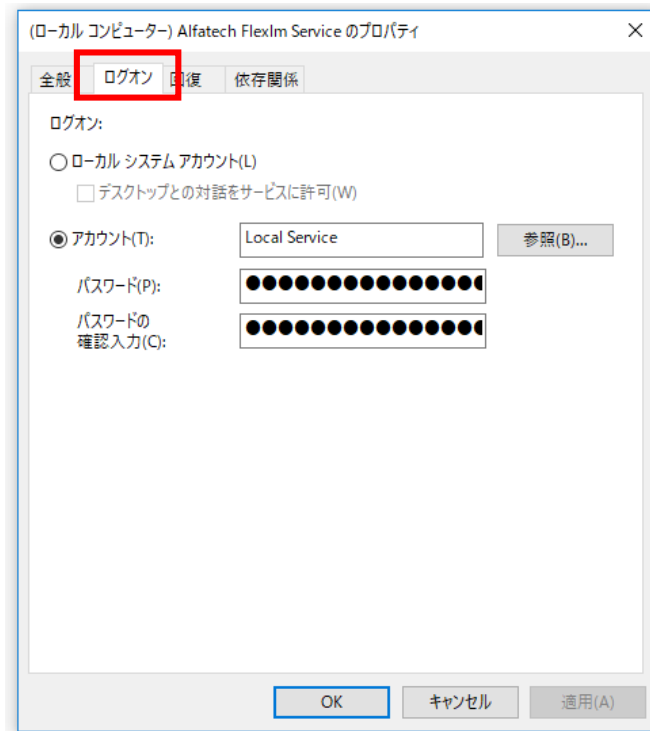 (ローカル コンピューター) Alfatech Flexlm Service のプロパティ
全般 ログオン 回復 依存関係
ログオン:
ローカル システム アカウント(L)
デスクトップとの対話をサービスに許可(W)
アカウント(T): Local Service 参照(B)...
パスワード(P):
パスワードの
確認入力(C):
OK キャンセル 適用(A)